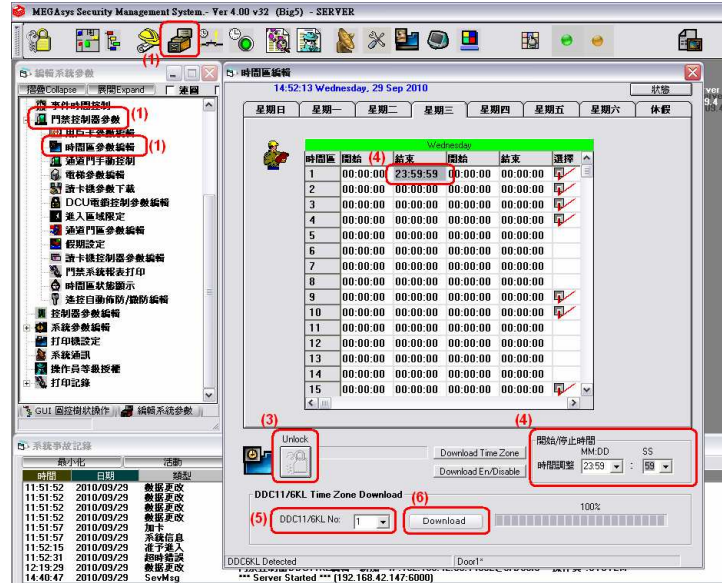 MEGAsys Security Management System.- Ver 4.00 v32 (Big5) - SERVER
(1)
編輯系統參數
摺疊Collapse 展開Expand 連圖
事件時間控制
門禁控制器參數 (1)
用戶卡參數編輯
時間區參數編輯 (1)
通道門手動控制
電梯參數編輯
讀卡機參數下載
DCU電鎖控制參數編輯
進入區域限定
通道門區參數編輯
假期設定
讀卡機控制器參數編輯
門禁系統報表打印
時間區狀態顯示
遙控自動佈防/撤防編輯
控制器參數編輯
系統參數編輯
打印機設定
系統通訊
操作員等級授權
打印記錄
GUI 圖控樹狀操作 編輯系統參數
系統事故記錄
最小化 活動
時間 日期 類型
11:51:52 2010/09/29 數據更改
11:51:52 2010/09/29 數據更改
11:51:52 2010/09/29 數據更改
11:51:52 2010/09/29 數據更改
11:51:57 2010/09/29 加卡
11:51:57 2010/09/29 系統信息
11:52:15 2010/09/29 准予進入
11:52:31 2010/09/29 超時錯誤
12:19:29 2010/09/29 數據更改
14:40:47 2010/09/29 SevMsg *** Server Started *** [192.168.42.147:6000)
時間區編輯
14:52:13 Wednesday, 29 Sep 2010 狀態
星期日 星期一 星期二 星期三 星期四 星期五 星期六 休假
Wednesday
時間區 開始 (4) 結束 開始 結束 選擇
1 00:00:00 23:59:59 00:00:00 00:00:00
2 00:00:00 00:00:00 00:00:00 00:00:00
3 00:00:00 00:00:00 00:00:00 00:00:00
4 00:00:00 00:00:00 00:00:00 00:00:00
5 00:00:00 00:00:00 00:00:00 00:00:00
6 00:00:00 00:00:00 00:00:00 00:00:00
7 00:00:00 00:00:00 00:00:00 00:00:00
8 00:00:00 00:00:00 00:00:00 00:00:00
9 00:00:00 00:00:00 00:00:00 00:00:00
10 00:00:00 00:00:00 00:00:00 00:00:00
11 00:00:00 00:00:00 00:00:00 00:00:00
12 00:00:00 00:00:00 00:00:00 00:00:00
13 00:00:00 00:00:00 00:00:00 00:00:00
14 00:00:00 00:00:00 00:00:00 00:00:00
15 00:00:00 00:00:00 00:00:00 00:00:00
(3) (4)
Unlock
Download Time Zone
Download En/Disable
開始/停止時間
MM:DD SS
時間調整 23:59 : 59
DDC11/6KL Time Zone Download
(6)
100%
(5) DDC11/6KL No: 1 Download
DDC6KL Detected Door1*